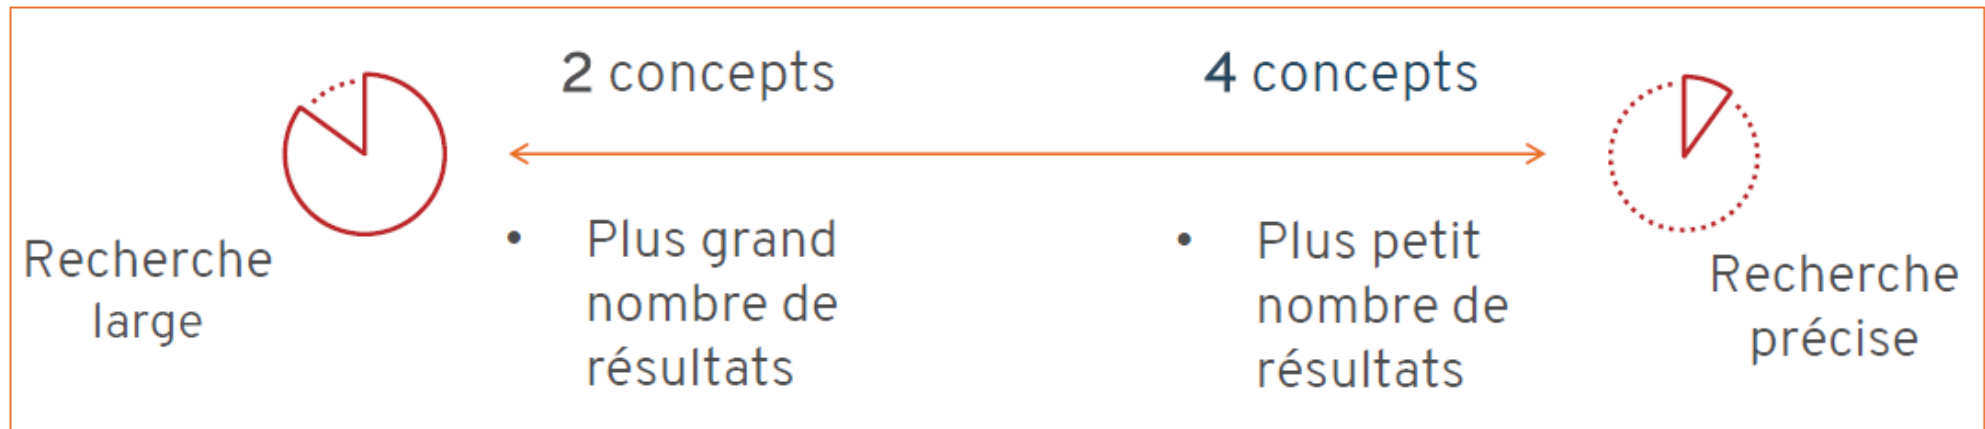 2 concepts
4 concepts
Recherche
large
• Plus grand
nombre de
résultats
• Plus petit
nombre de
résultats
Recherche
précise